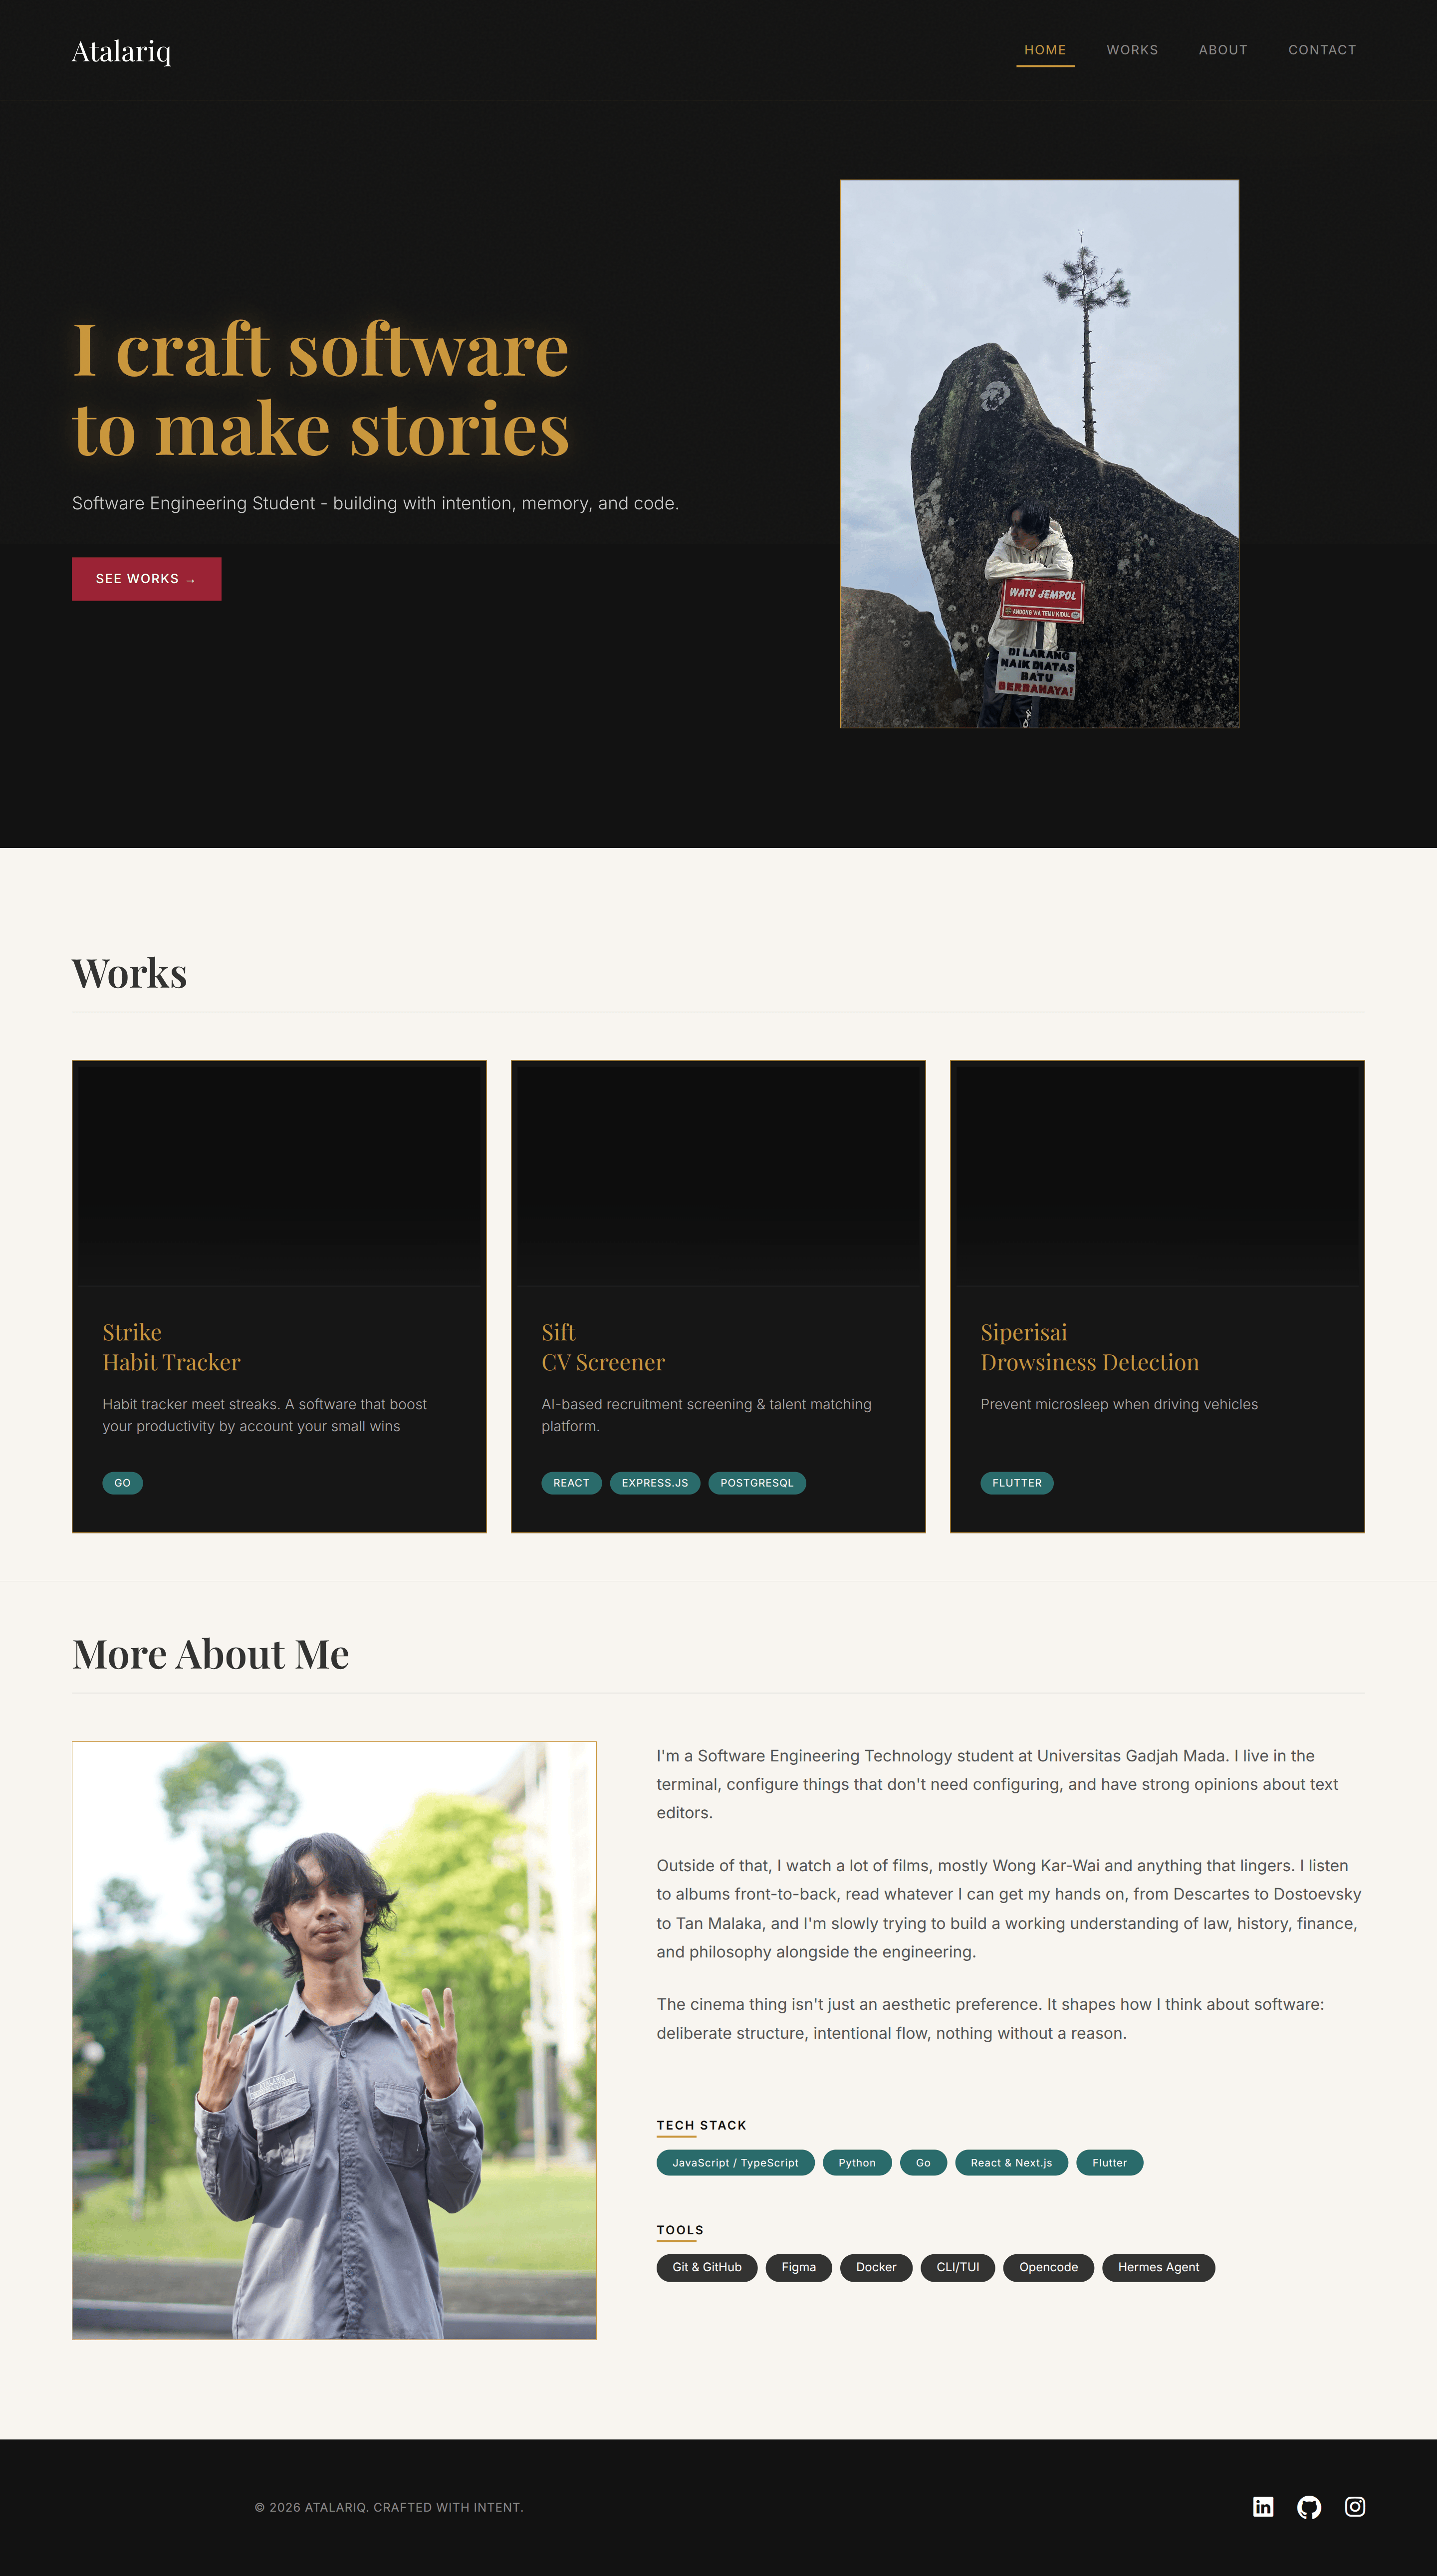 Atalariq
HOME WORKS ABOUT CONTACT
I craft software
to make stories
Software Engineering Student - building with intention, memory, and code.
SEE WORKS →
WATU JEMPOL
ANDONG VIA TEMU KIDUL
DI LARANG
NAIK DIATAS
BATU
BERBAHAYA!
Works
Strike
Habit Tracker
Habit tracker meet streaks. A software that boost
your productivity by account your small wins
GO
Sift
CV Screener
AI-based recruitment screening & talent matching
platform.
REACT EXPRESS.JS POSTGRESQL
Siperisai
Drowsiness Detection
Prevent microsleep when driving vehicles
FLUTTER
More About Me
I'm a Software Engineering Technology student at Universitas Gadjah Mada. I live in the
terminal, configure things that don't need configuring, and have strong opinions about text
editors.
Outside of that, I watch a lot of films, mostly Wong Kar-Wai and anything that lingers. I listen
to albums front-to-back, read whatever I can get my hands on, from Descartes to Dostoevsky
to Tan Malaka, and I'm slowly trying to build a working understanding of law, history, finance,
and philosophy alongside the engineering.
The cinema thing isn't just an aesthetic preference. It shapes how I think about software:
deliberate structure, intentional flow, nothing without a reason.
TECH STACK
JavaScript / TypeScript Python Go React & Next.js Flutter
TOOLS
Git & GitHub Figma Docker CLI/TUI Opencode Hermes Agent
© 2026 ATALARIQ. CRAFTED WITH INTENT.